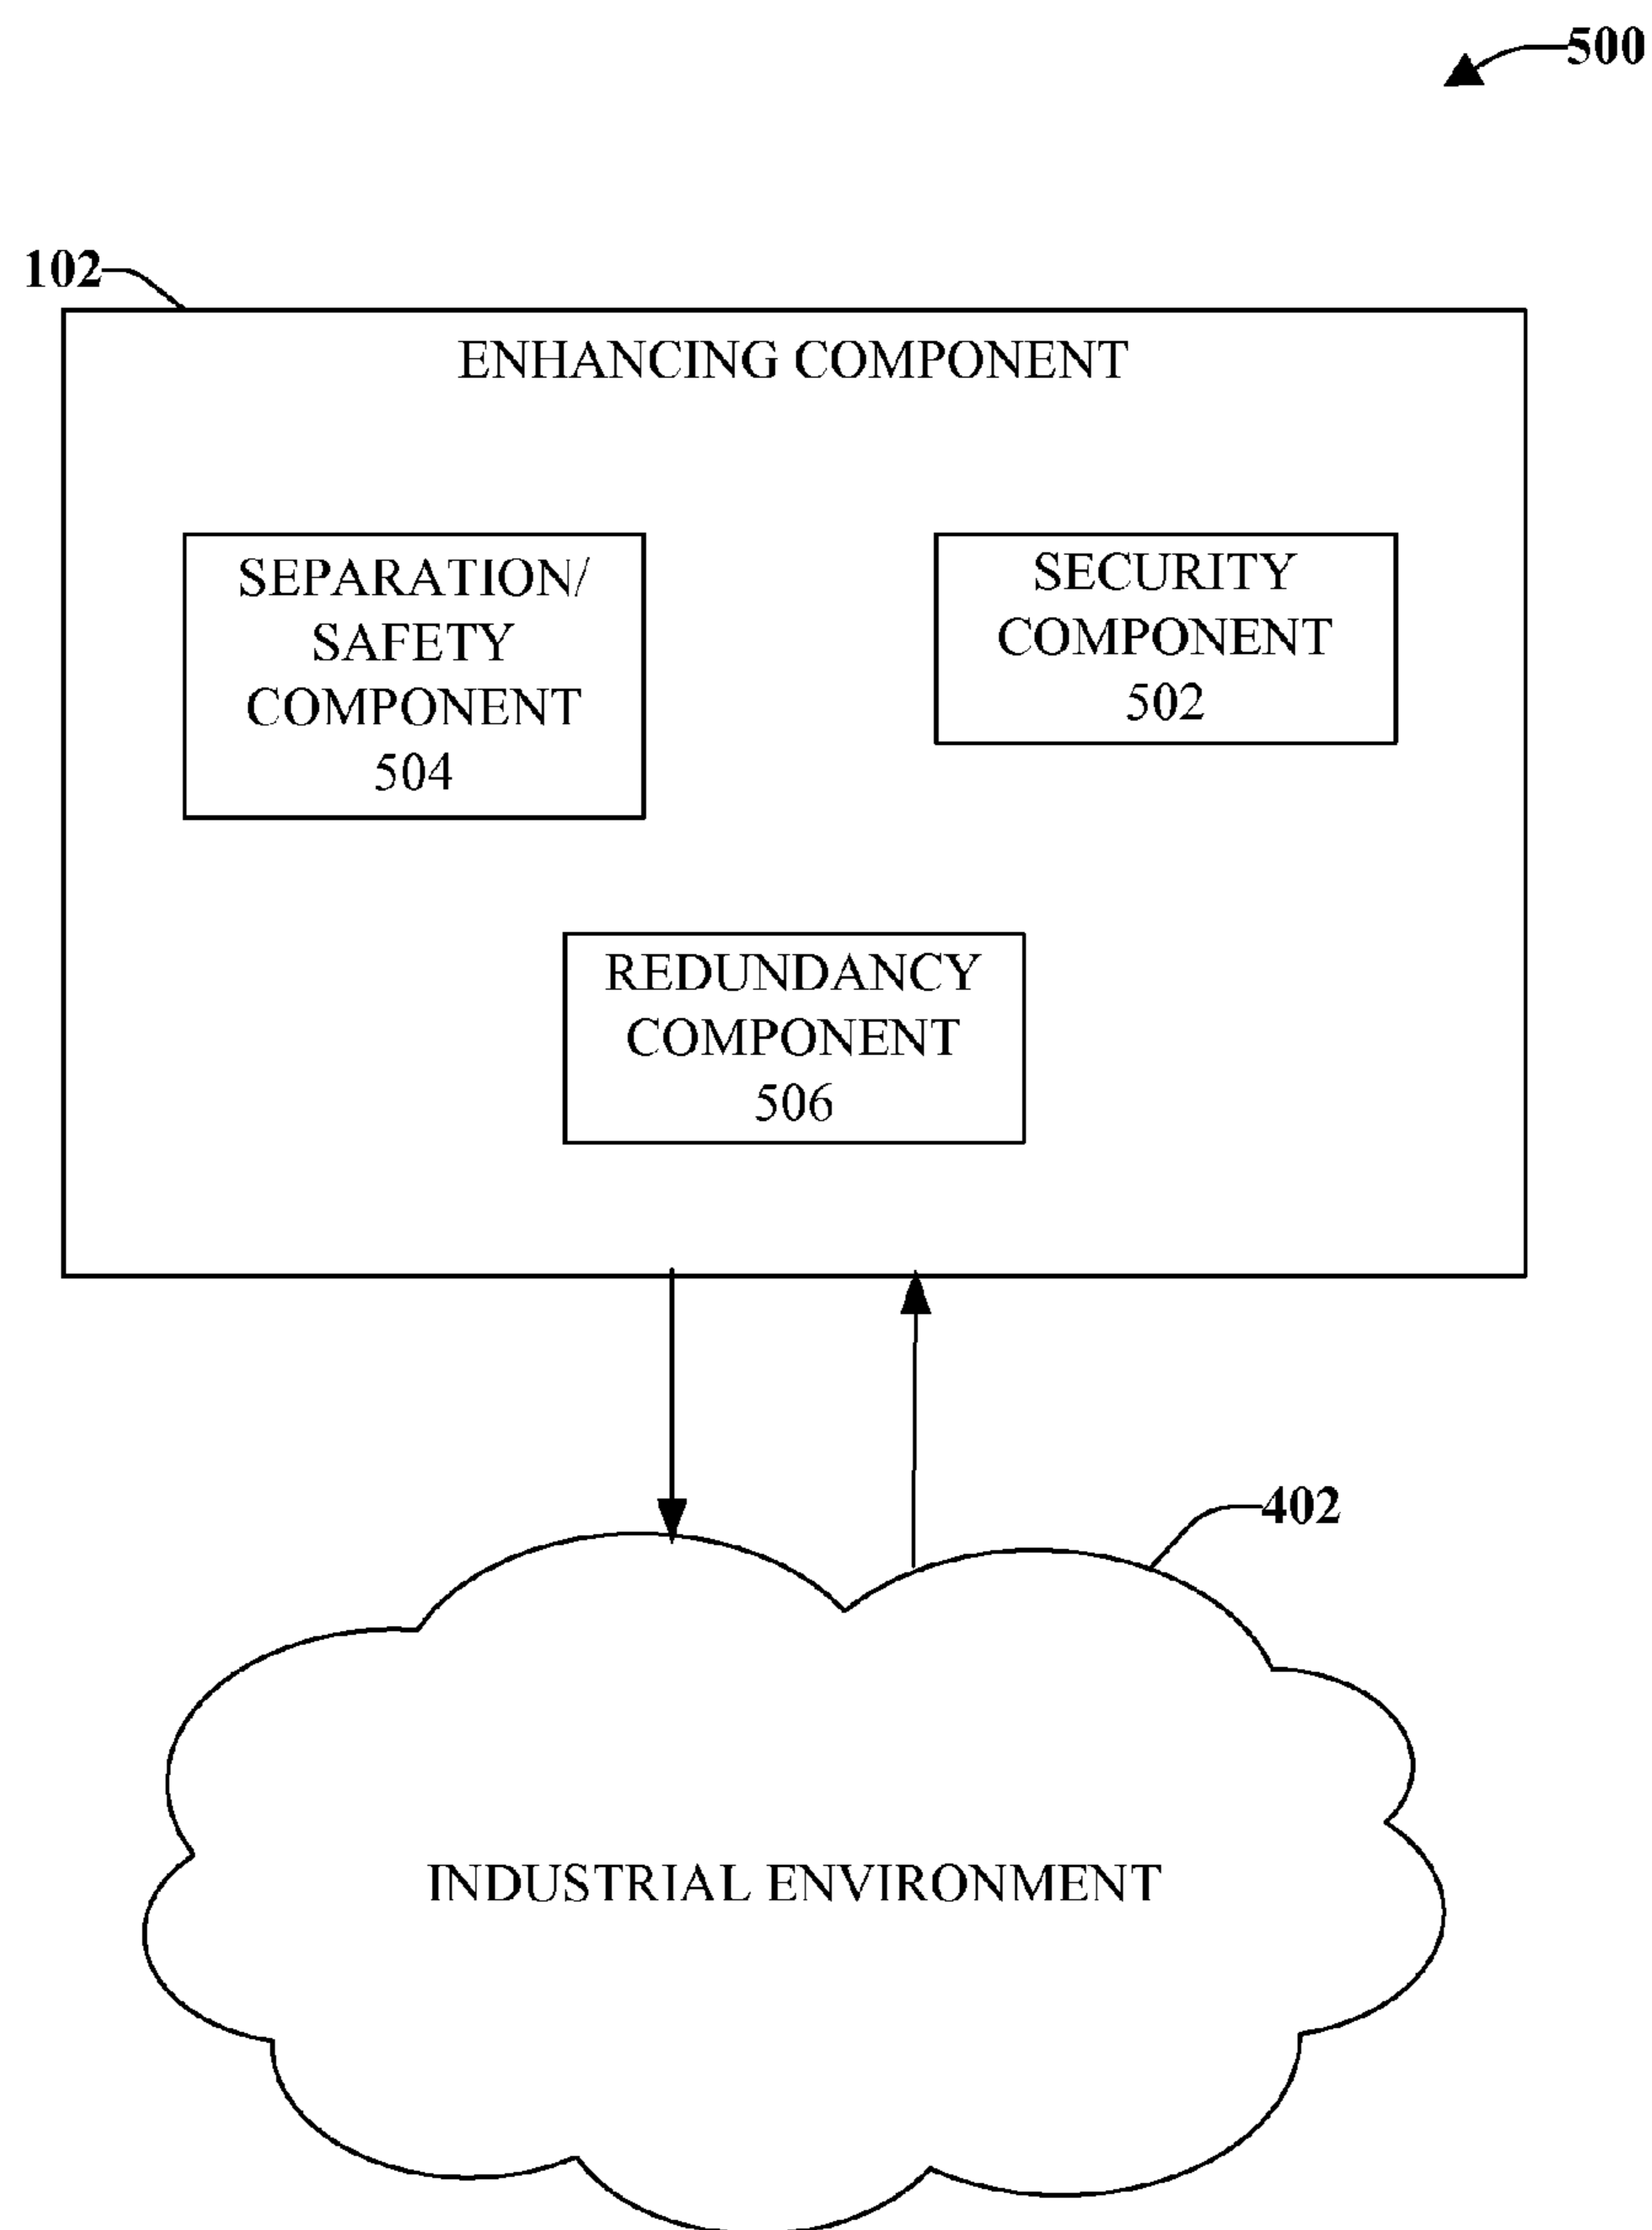 500
102
ENHANCING COMPONENT
SEPARATION/
SAFETY
COMPONENT
504
SECURITY
COMPONENT
502
REDUNDANCY
COMPONENT
506
402
INDUSTRIAL ENVIRONMENT